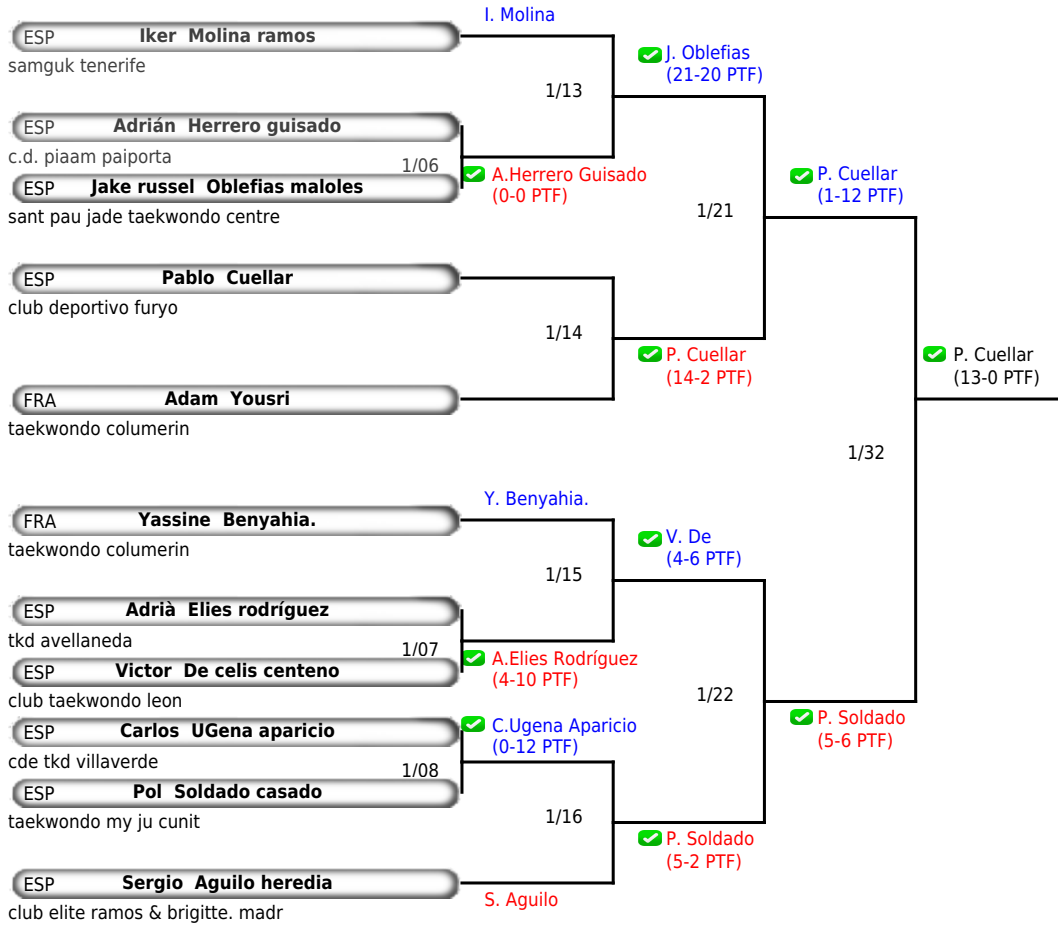 I. Molina
ESP Iker Molina ramos
samguk tenerife
J. Oblefias
(21-20 PTF)
1/13
ESP Adrián Herrero guisado
c.d. piaam paiporta
1/06
A.Herrero Guisado
(0-0 PTF)
P. Cuellar
(1-12 PTF)
ESP Jake russel Oblefias maloles
sant pau jade taekwondo centre
1/21
ESP Pablo Cuellar
club deportivo furyo
1/14
P. Cuellar
(14-2 PTF)
P. Cuellar
(13-0 PTF)
FRA Adam Yousri
taekwondo columerin
1/32
Y. Benyahia.
FRA Yassine Benyahia.
taekwondo columerin
V. De
(4-6 PTF)
1/15
ESP Adrià Elies rodríguez
tkd avellaneda
1/07
A.Elies Rodríguez
(4-10 PTF)
ESP Victor De celis centeno
club taekwondo leon
1/22
C.Ugena Aparicio
(0-12 PTF)
P. Soldado
(5-6 PTF)
ESP Carlos UGena aparicio
cde tkd villaverde
1/08
ESP Pol Soldado casado
taekwondo my ju cunit
1/16
P. Soldado
(5-2 PTF)
ESP Sergio Aguilo heredia
S. Aguilo
club elite ramos & brigitte. madr